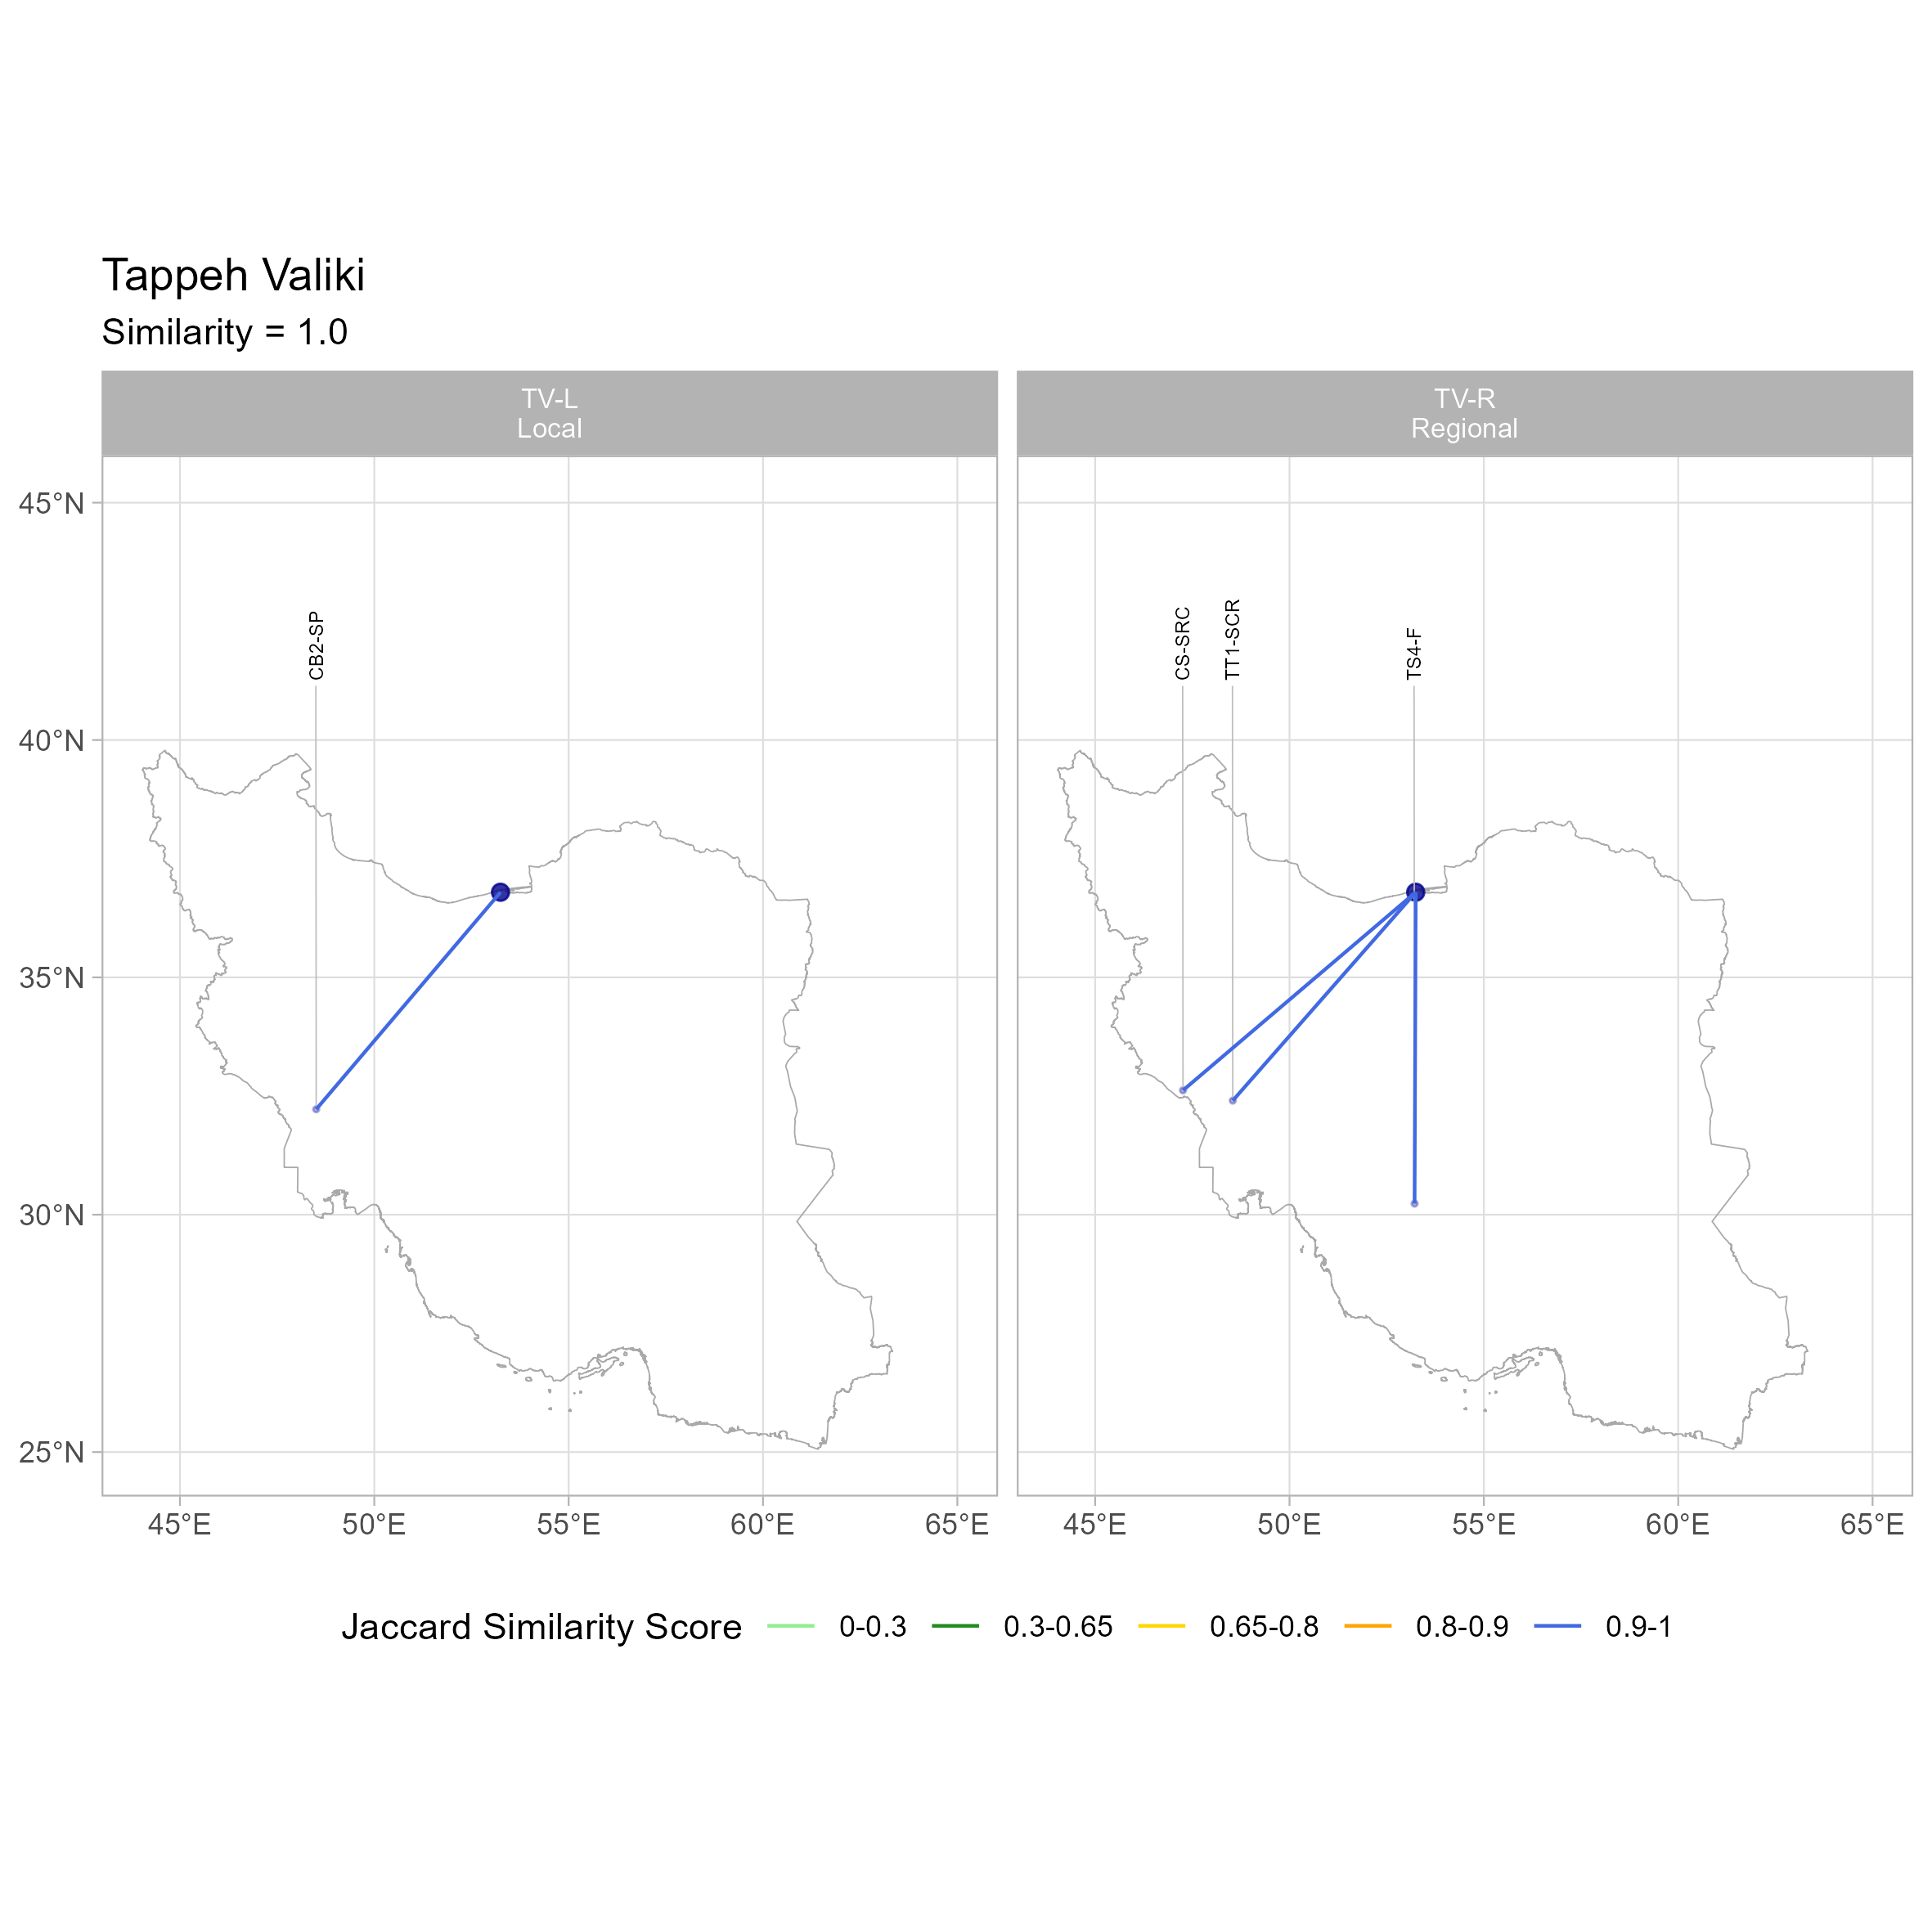 Tappeh Valiki
Similarity = 1.0
TV-L
Local
TV-R
Regional
CB2-SP
CS-SRC
TT1-SCR
TS4-F
45°N
40°N
35°N
30°N
25°N
45°E 50°E 55°E 60°E 65°E
45°E 50°E 55°E 60°E 65°E
Jaccard Similarity Score 0-0.3 0.3-0.65 0.65-0.8 0.8-0.9 0.9-1